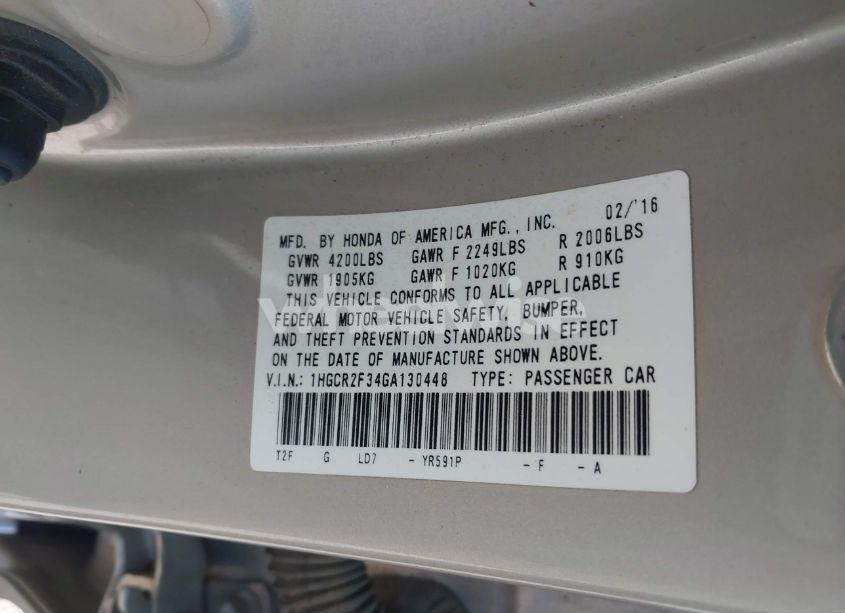 MFD. BY HONDA OF AMERICA MFG., INC. 02/'16
GVWR 4200LBS GAWR F 2249LBS R 2006LBS
GVWR 1905KG GAWR F 1020KG R 910KG
THIS VEHICLE CONFORMS TO ALL APPLICABLE
FEDERAL MOTOR VEHICLE SAFETY, BUMPER,
AND THEFT PREVENTION STANDARDS IN EFFECT
ON THE DATE OF MANUFACTURE SHOWN ABOVE.
V.I.N.: 1HGCR2F34GA130448 TYPE: PASSENGER CAR
T2F G LD7 - YR591P - F - A